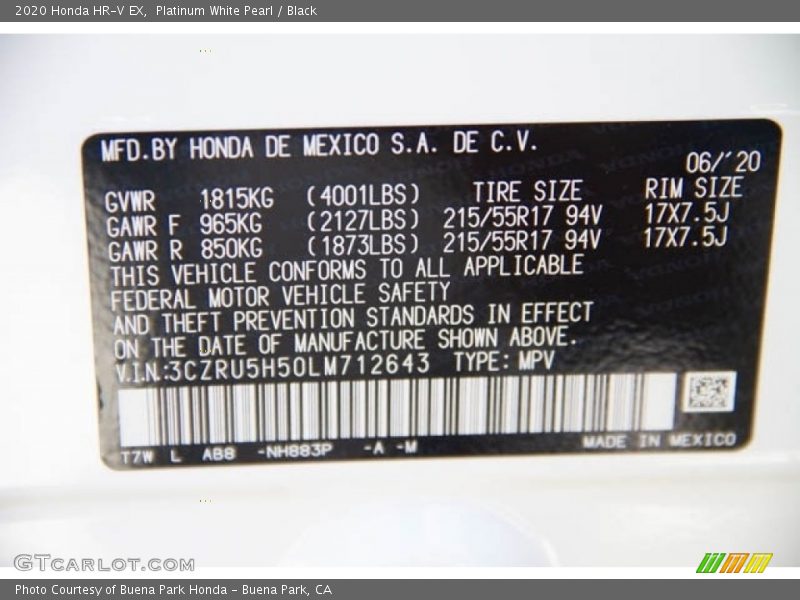 2020 Honda HR-V EX, Platinum White Pearl / Black
MFD.BY HONDA DE MEXICO S.A. DE C.V.
06/'20
GVWR 1815KG (4001LBS) TIRE SIZE RIM SIZE
GAWR F 965KG (2127LBS) 215/55R17 94V 17X7.5J
GAWR R 850KG (1873LBS) 215/55R17 94V 17X7.5J
THIS VEHICLE CONFORMS TO ALL APPLICABLE
FEDERAL MOTOR VEHICLE SAFETY
AND THEFT PREVENTION STANDARDS IN EFFECT
ON THE DATE OF MANUFACTURE SHOWN ABOVE.
V.I.N.:3CZRU5H50LM712643 TYPE: MPV
T7W L AB8 -NH883P -A -M MADE IN MEXICO
GTCARLOT.COM
Photo Courtesy of Buena Park Honda - Buena Park, CA